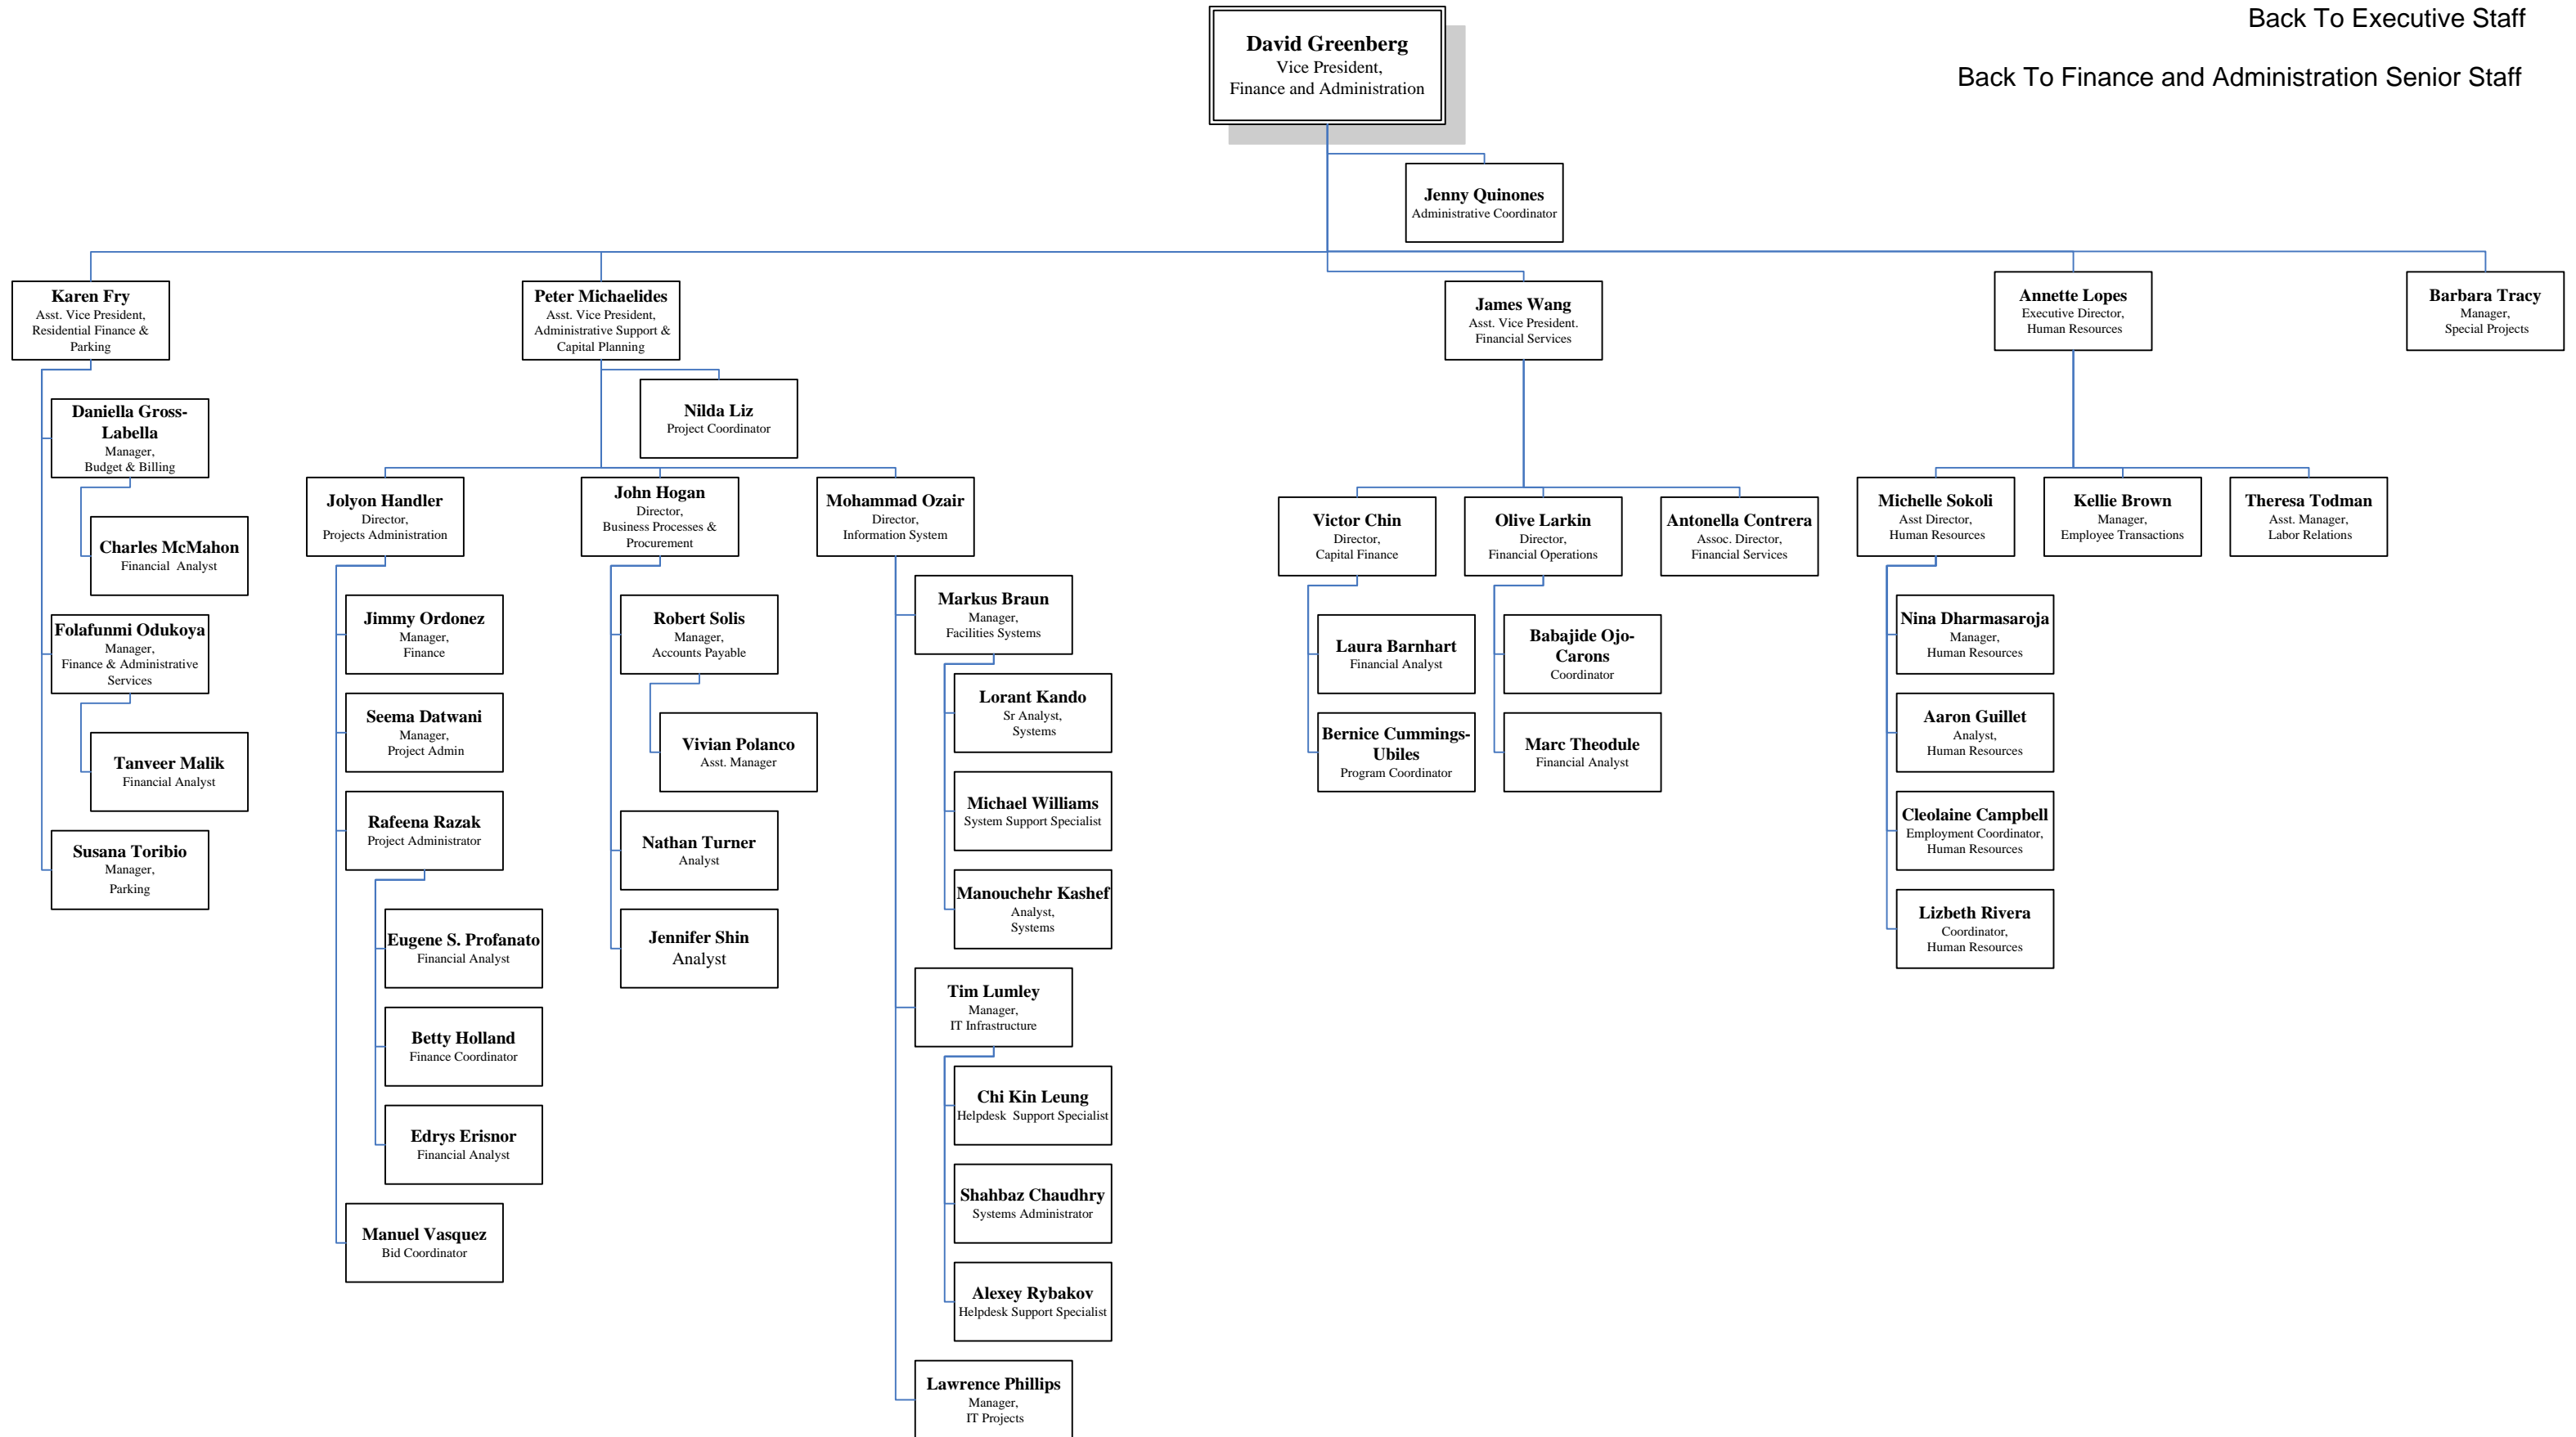 Back To Executive Staff
Back To Finance and Administration Senior Staff
David Greenberg
Vice President,
Finance and Administration
Jenny Quinones
Administrative Coordinator
Karen Fry
Asst. Vice President,
Residential Finance &
Parking
Daniella Gross-
Labella
Manager,
Budget & Billing
Charles McMahon
Financial  Analyst
Folafunmi Odukoya
Manager,
Finance & Administrative
Services
Tanveer Malik
Financial Analyst
Susana Toribio
Manager,
Parking
Peter Michaelides
Asst. Vice President,
Administrative Support &
Capital Planning
Nilda Liz
Project Coordinator
Jolyon Handler
Director,
Projects Administration
Jimmy Ordonez
Manager,
Finance
Seema Datwani
Manager,
Project Admin
Rafeena Razak
Project Administrator
Eugene S. Profanato
Financial Analyst
Betty Holland
Finance Coordinator
Edrys Erisnor
Financial Analyst
Manuel Vasquez
Bid Coordinator
John Hogan
Director,
Business Processes &
Procurement
Robert Solis
Manager,
Accounts Payable
Vivian Polanco
Asst. Manager
Nathan Turner
Analyst
Jennifer Shin
Analyst
Mohammad Ozair
Director,
Information System
Markus Braun
Manager,
Facilities Systems
Lorant Kando
Sr Analyst,
Systems
Michael Williams
System Support Specialist
Manouchehr Kashef
Analyst,
Systems
Tim Lumley
Manager,
IT Infrastructure
Chi Kin Leung
Helpdesk  Support Specialist
Shahbaz Chaudhry
Systems Administrator
Alexey Rybakov
Helpdesk Support Specialist
Lawrence Phillips
Manager,
IT Projects
James Wang
Asst. Vice President.
Financial Services
Victor Chin
Director,
Capital Finance
Laura Barnhart
Financial Analyst
Bernice Cummings-
Ubiles
Program Coordinator
Olive Larkin
Director,
Financial Operations
Babajide Ojo-
Carons
Coordinator
Marc Theodule
Financial Analyst
Antonella Contrera
Assoc. Director,
Financial Services
Annette Lopes
Executive Director,
Human Resources
Michelle Sokoli
Asst Director,
Human Resources
Nina Dharmasaroja
Manager,
Human Resources
Aaron Guillet
Analyst,
Human Resources
Cleolaine Campbell
Employment Coordinator,
Human Resources
Lizbeth Rivera
Coordinator,
Human Resources
Kellie Brown
Manager,
Employee Transactions
Theresa Todman
Asst. Manager,
Labor Relations
Barbara Tracy
Manager,
Special Projects